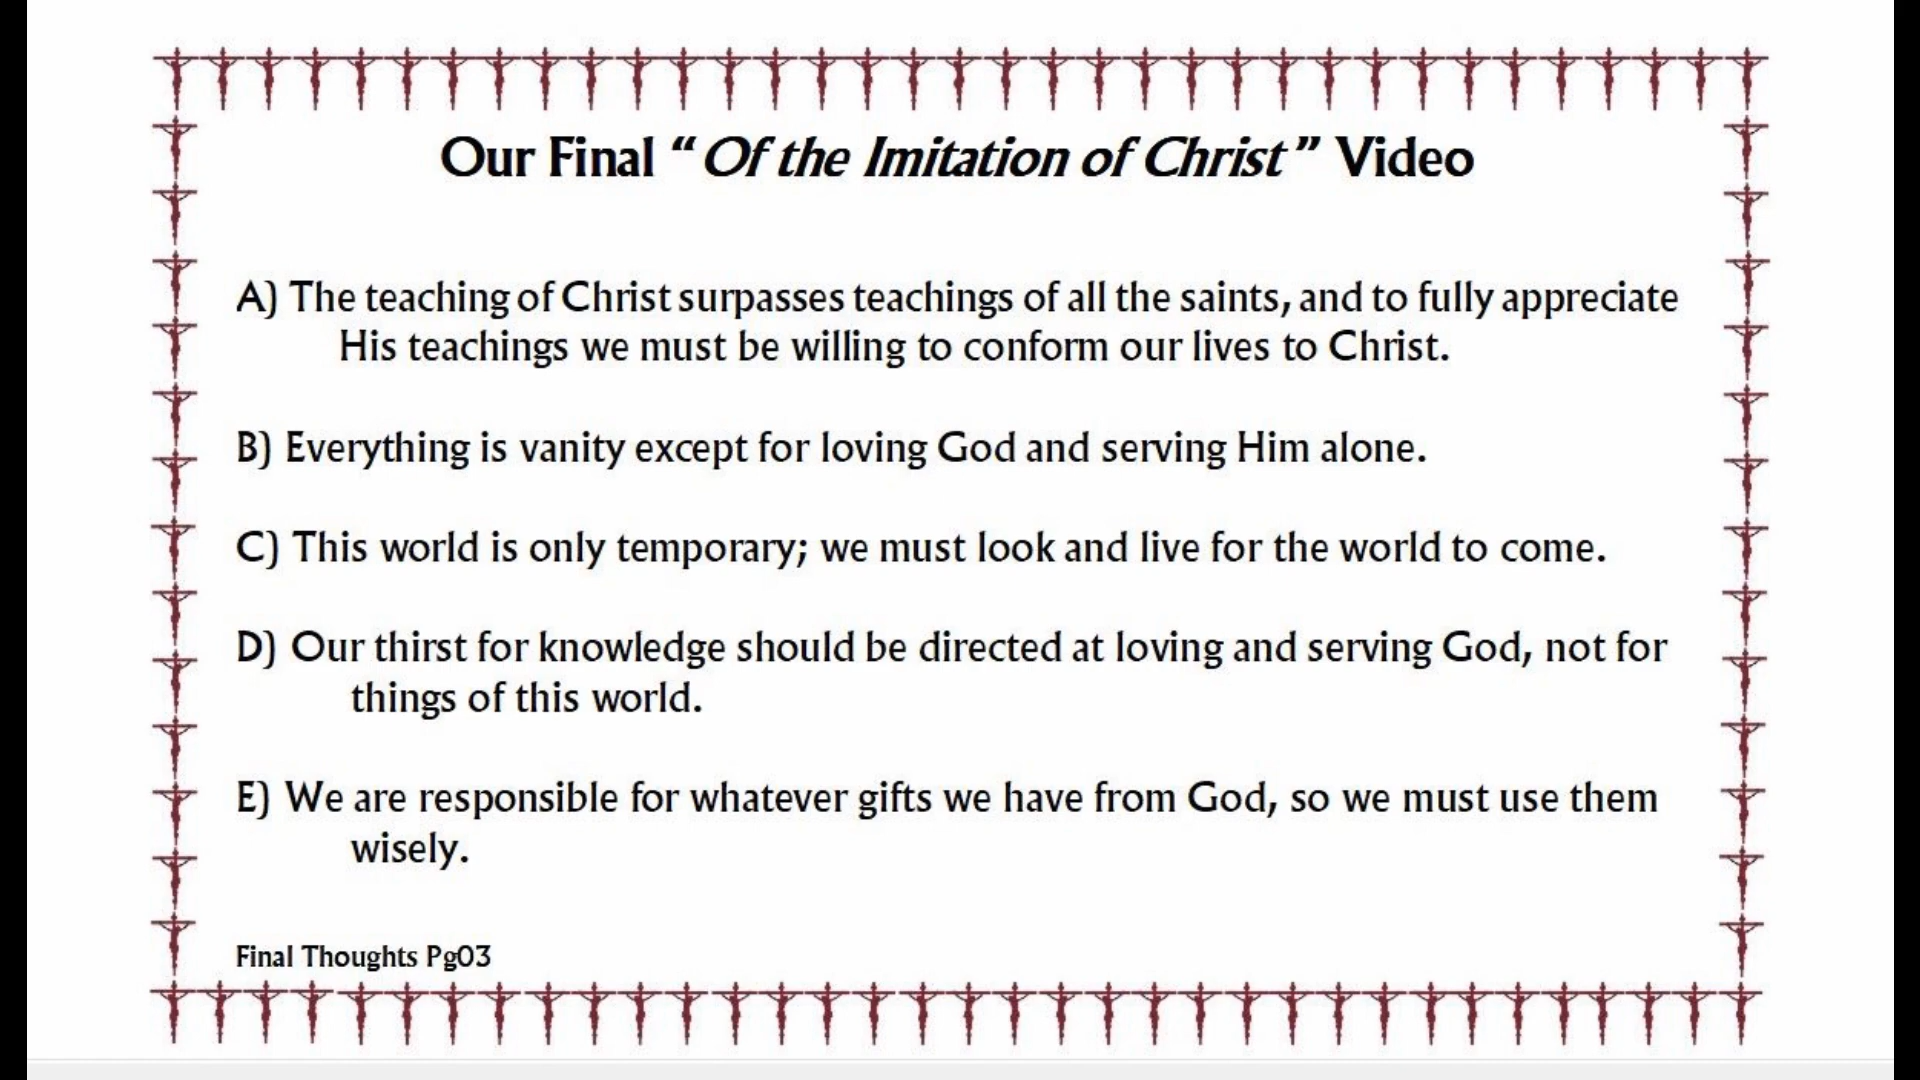 Our Final “Of the Imitation of Christ” Video
A) The teaching of Christ surpasses teachings of all the saints, and to fully appreciate
His teachings we must be willing to conform our lives to Christ.
B) Everything is vanity except for loving God and serving Him alone.
C) This world is only temporary; we must look and live for the world to come.
D) Our thirst for knowledge should be directed at loving and serving God, not for
things of this world.
E) We are responsible for whatever gifts we have from God, so we must use them
wisely.
Final Thoughts Pg03